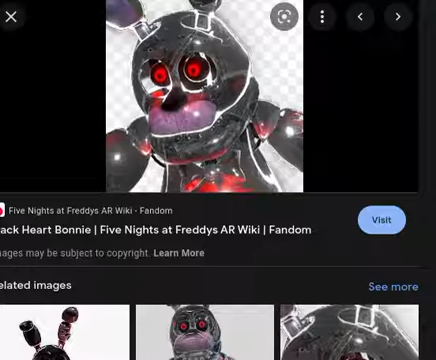 Five Nights at Freddys AR Wiki - Fandom
Visit
ack Heart Bonnie | Five Nights at Freddys AR Wiki | Fandom
ages may be subject to copyright. Learn More
elated images
See more